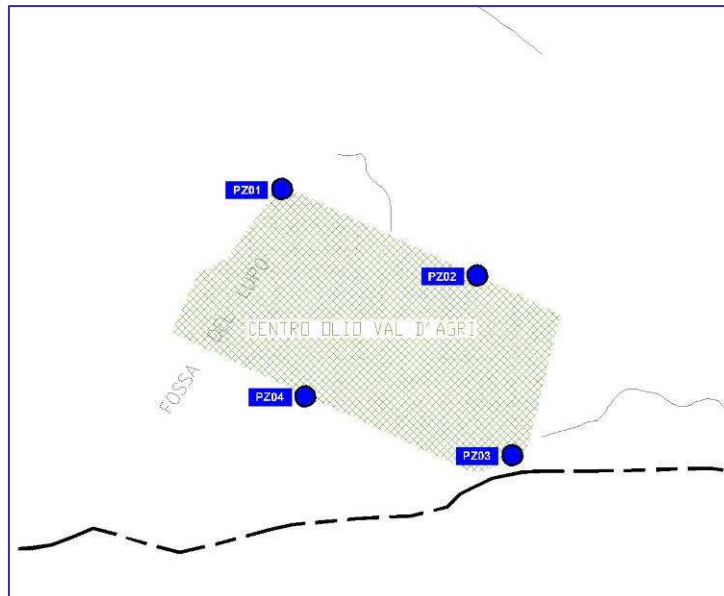 PZ01
PZ02
FOSSA DEL LUPO
CENTRO OLIO VAL D'AGRI
PZ04
PZ03